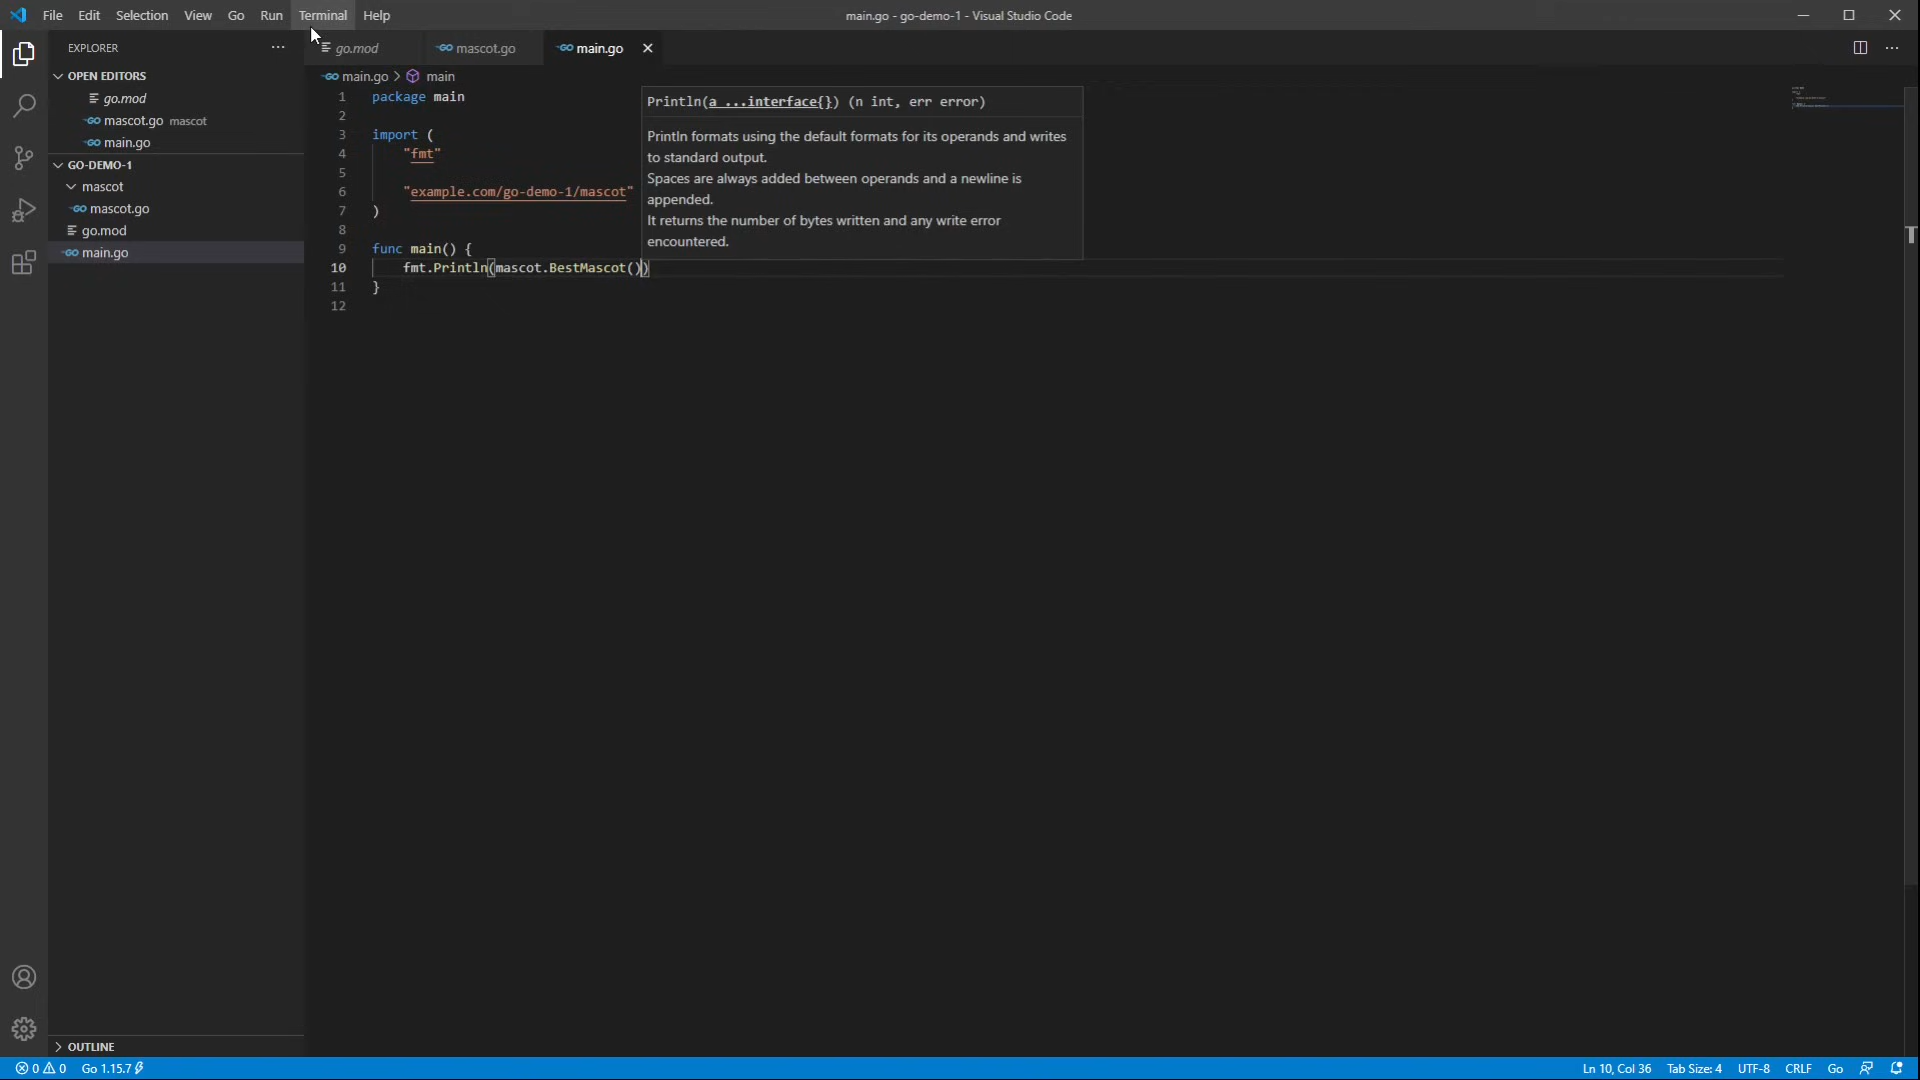 File Edit Selection View Go Run Terminal Help
main.go - go-demo-1 - Visual Studio Code
EXPLORER
go.mod mascot.go main.go
OPEN EDITORS
go.mod
mascot.go mascot
main.go
GO-DEMO-1
mascot
mascot.go
go.mod
main.go
OUTLINE
main.go > main
1 package main
2
3 import (
4 "fmt"
5
6 "example.com/go-demo-1/mascot"
7 )
8
9 func main() {
10 fmt.Println(mascot.BestMascot())
11 }
12
Println(a ...interface{}) (n int, err error)
Println formats using the default formats for its operands and writes
to standard output.
Spaces are always added between operands and a newline is
appended.
It returns the number of bytes written and any write error
encountered.
0 0 Go 1.15.7
Ln 10, Col 36 Tab Size: 4 UTF-8 CRLF Go